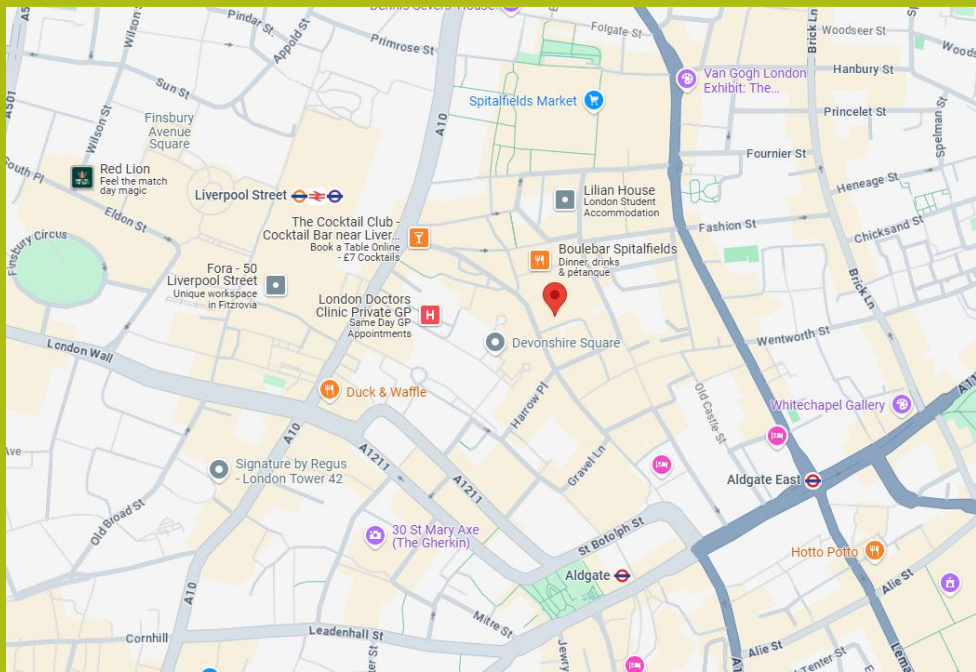 Dennis Severs' House
Folgate St
Pindar St
Appold St
Wilson St
Primrose St
Brick Ln
Woodseer St
Woods
A501
A10
Sun St
Van Gogh London
Exhibit: The...
Hanbury St
Spitalfields Market
Princelet St
Spelman St
Finsbury
Avenue
Square
Wilson St
South Pl
Red Lion
Feel the match
day magic
Fournier St
Liverpool Street
Lilian House
London Student
Accommodation
Heneage St
Eldon St
The Cocktail Club -
Cocktail Bar near Liver...
Book a Table Online
- £7 Cocktails
Fashion St
Chicksand St
Finsbury Circus
Boulebar Spitalfields
Dinner, drinks
& pétanque
Fora - 50
Liverpool Street
Unique workspace
in Fitzrovia
Brick Ln
London Doctors
Clinic Private GP
Same Day GP
Appointments
Devonshire Square
Wentworth St
London Wall
Duck & Waffle
Harrow Pl
Old Castle St
Whitechapel Gallery
A11
A10
Ave
A1211
Signature by Regus
- London Tower 42
Gravel Ln
A1211
Aldgate East
Old Broad St
30 St Mary Axe
(The Gherkin)
St Botolph St
Hotto Potto
Aldgate
Alie St
A10
Mitre St
Cornhill
Leadenhall St
Alie St
Jewry
Leman
Tenter St